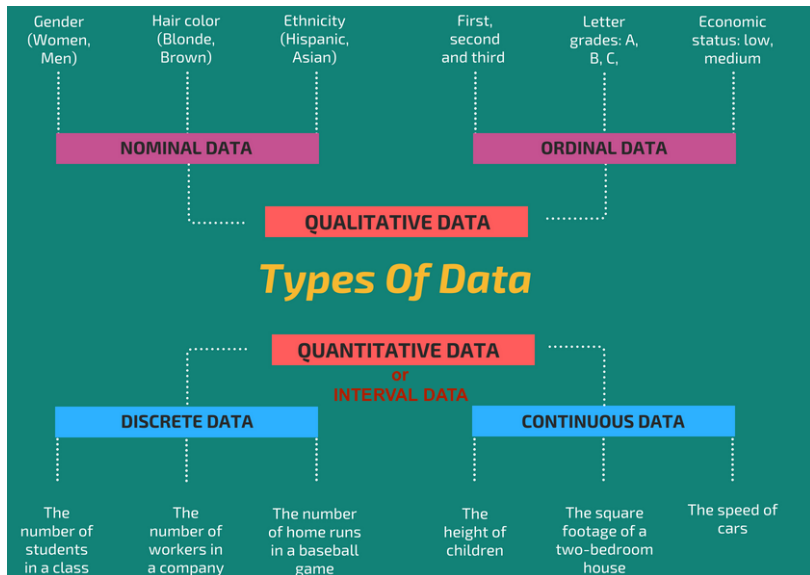 Gender
(Women,
Men)
Hair color
(Blonde,
Brown)
Ethnicity
(Hispanic,
Asian)
First,
second
and third
Letter
grades: A,
B, C,
Economic
status: low,
medium
NOMINAL DATA
ORDINAL DATA
QUALITATIVE DATA
Types Of Data
QUANTITATIVE DATA
or
INTERVAL DATA
DISCRETE DATA
CONTINUOUS DATA
The
number of
students
in a class
The
number of
workers in
a company
The number
of home runs
in a baseball
game
The
height of
children
The square
footage of a
two-bedroom
house
The speed of
cars